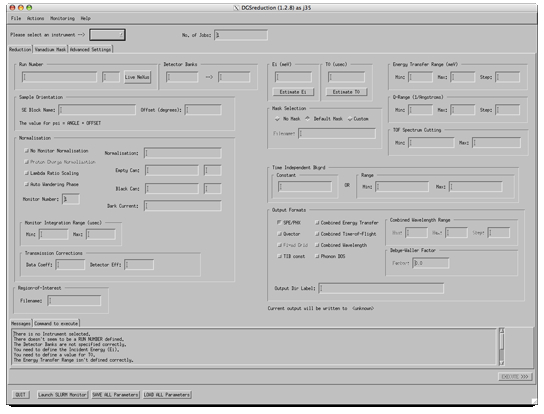 DCSreduction (1.2.8) as j35
File Actions Monitoring Help
Please select an instrument -->
No. of Jobs:
Reduction Vanadium Mask Advanced Settings
Run Number
Live NeXus
Detector Banks
-->
Ei (meV)
Estimate Ei
T0 (usec)
Estimate T0
Energy Transfer Range (meV)
Min: Max: Step:
Sample Orientation
SE Block Name: Offset (degrees):
The value for psi = ANGLE + OFFSET
Mask Selection
No Mask Default Mask Custom
Filename:
Q-Range (1/Angstroms)
Min: Max: Step:
TOF Spectrum Cutting
Min: Max:
Normalisation
No Monitor Normalisation
Proton Charge Normalisation
Lambda Ratio Scaling
Auto Wandering Phase
Monitor Number:
Normalisation:
Empty Can:
Black Can:
Dark Current:
Monitor Integration Range (usec)
Min: Max:
Transmission Corrections
Data Coeff: Detector Eff:
Time Independent Bkgrd
Constant
OR
Range
Min: Max:
Output Formats
SPE/PHX Combined Energy Transfer
Qvector Combined Time-of-Flight
Fixed Grid Combined Wavelength
TIB const Phonon DOS
Combined Wavelength Range
Min: Max: Step:
Debye-Waller Factor
Factor: 0.0
Output Dir Label:
Region-of-Interest
Filename:
Current output will be written to (unknown)
Messages Command to execute
There is no Instrument selected.
There doesn't seem to be a RUN NUMBER defined.
The Detector Banks are not specified correctly.
You need to define the Incident Energy (Ei).
You need to define a value for T0.
The Energy Transfer Range isn't defined correctly.
EXECUTE >>>
QUIT Launch SLURM Monitor SAVE ALL Parameters LOAD ALL Parameters